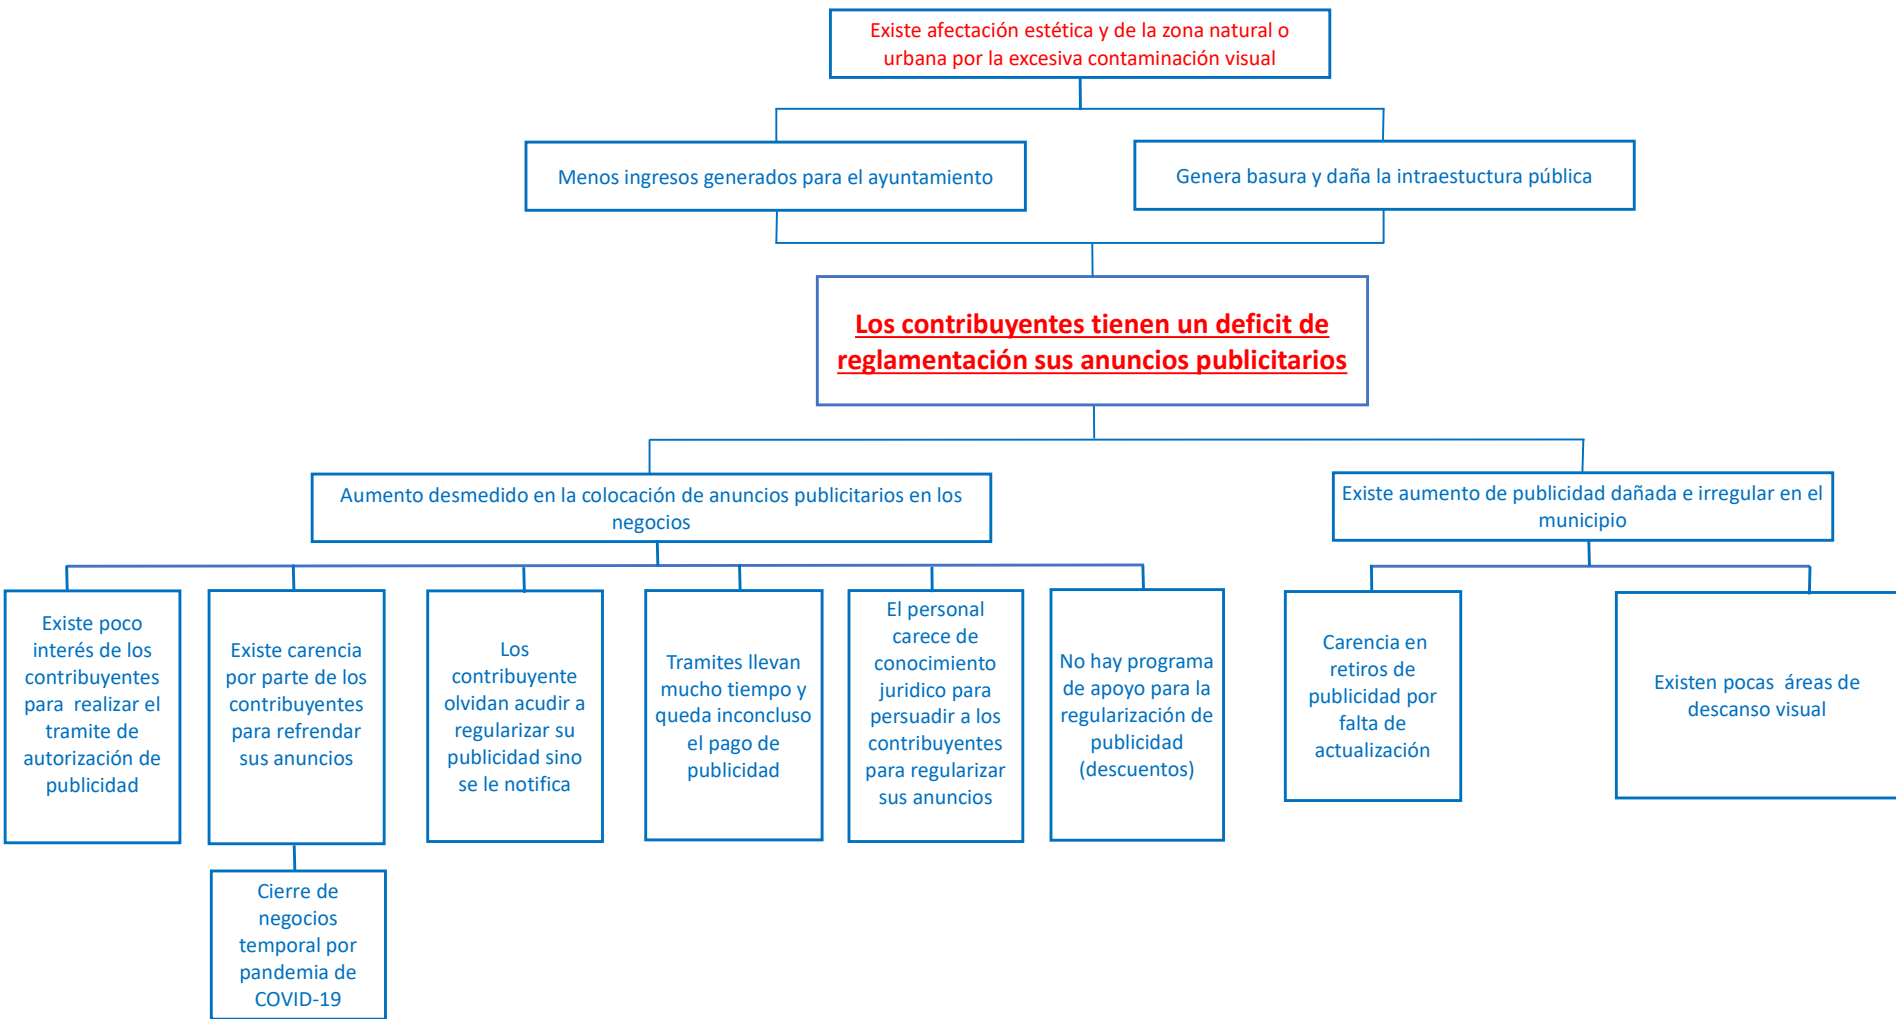 Existe afectación estética y de la zona natural o
urbana por la excesiva contaminación visual
Menos ingresos generados para el ayuntamiento
Genera basura y daña la intraestuctura pública
Los contribuyentes tienen un deficit de
reglamentación sus anuncios publicitarios
Aumento desmedido en la colocación de anuncios publicitarios en los
negocios
Existe aumento de publicidad dañada e irregular en el
municipio
Existe poco
interés de los
contribuyentes
para realizar el
tramite de
autorización de
publicidad
Existe carencia
por parte de los
contribuyentes
para refrendar
sus anuncios
Los
contribuyente
olvidan acudir a
regularizar su
publicidad sino
se le notifica
Tramites llevan
mucho tiempo y
queda inconcluso
el pago de
publicidad
El personal
carece de
conocimiento
juridico para
persuadir a los
contribuyentes
para regularizar
sus anuncios
No hay programa
de apoyo para la
regularización de
publicidad
(descuentos)
Carencia en
retiros de
publicidad por
falta de
actualización
Existen pocas áreas de
descanso visual
Cierre de
negocios
temporal por
pandemia de
COVID-19